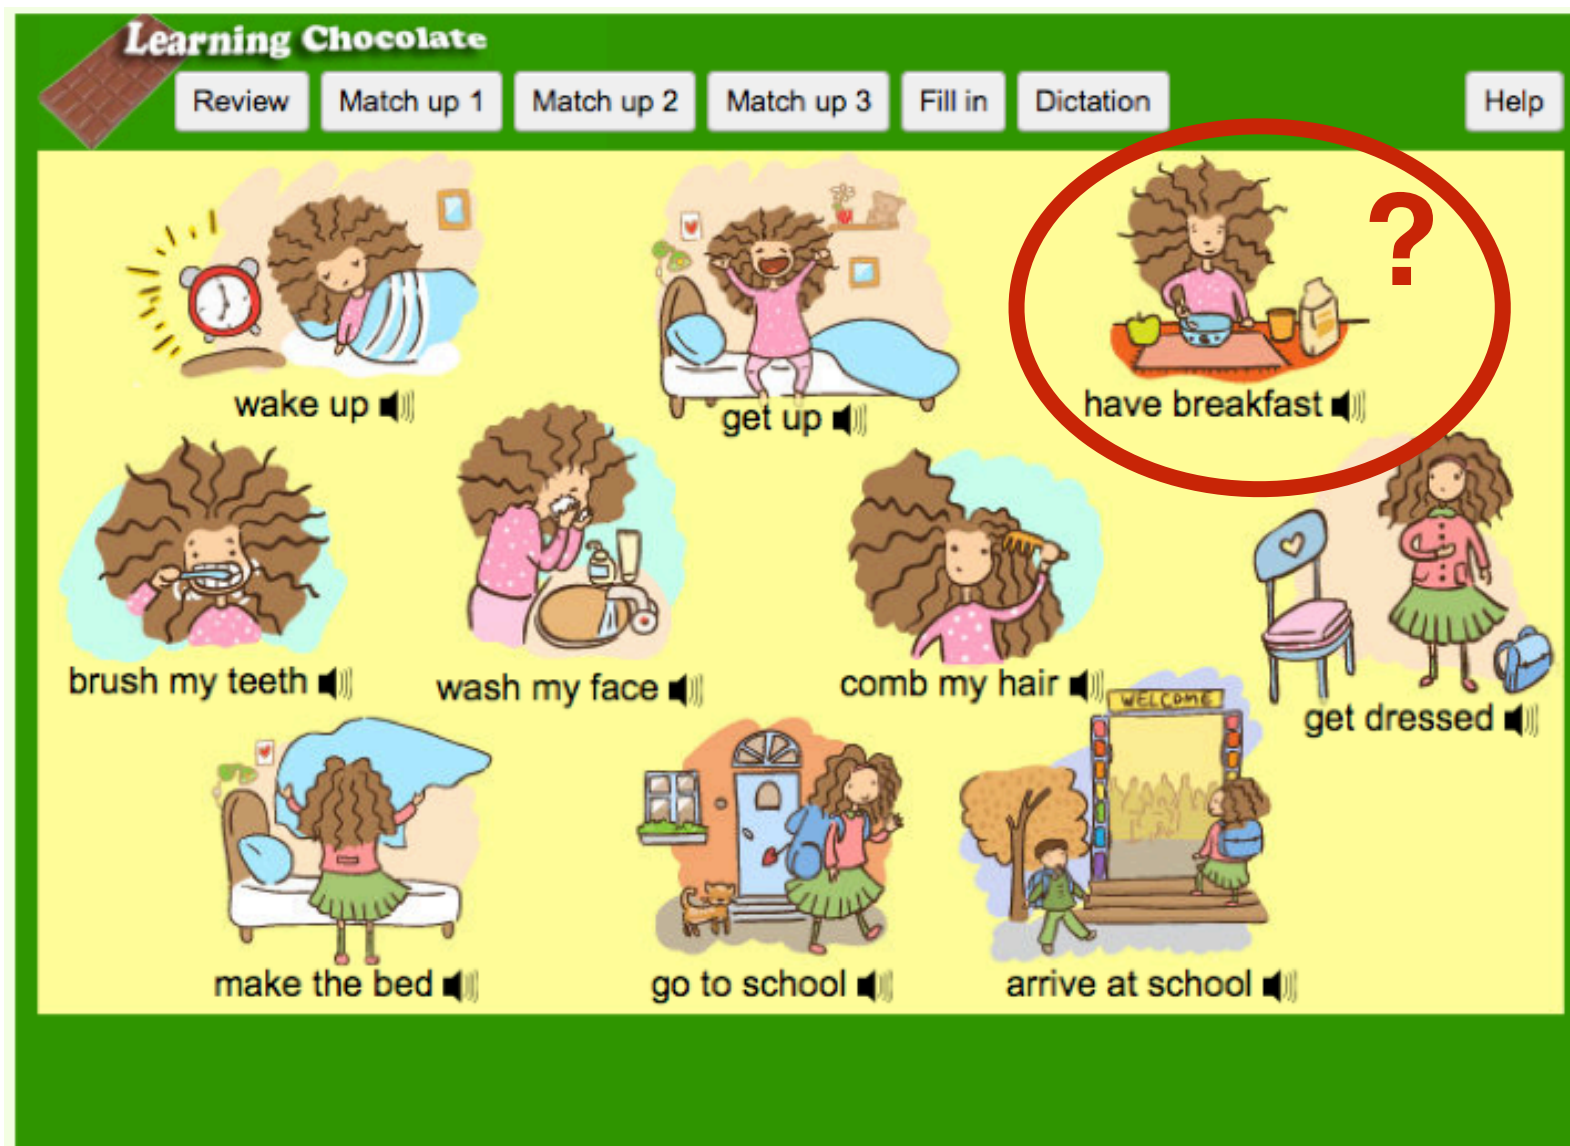 Learning Chocolate
Review Match up 1 Match up 2 Match up 3 Fill in Dictation Help
?
wake up
get up
have breakfast
brush my teeth
wash my face
comb my hair
get dressed
WELCOME
make the bed
go to school
arrive at school